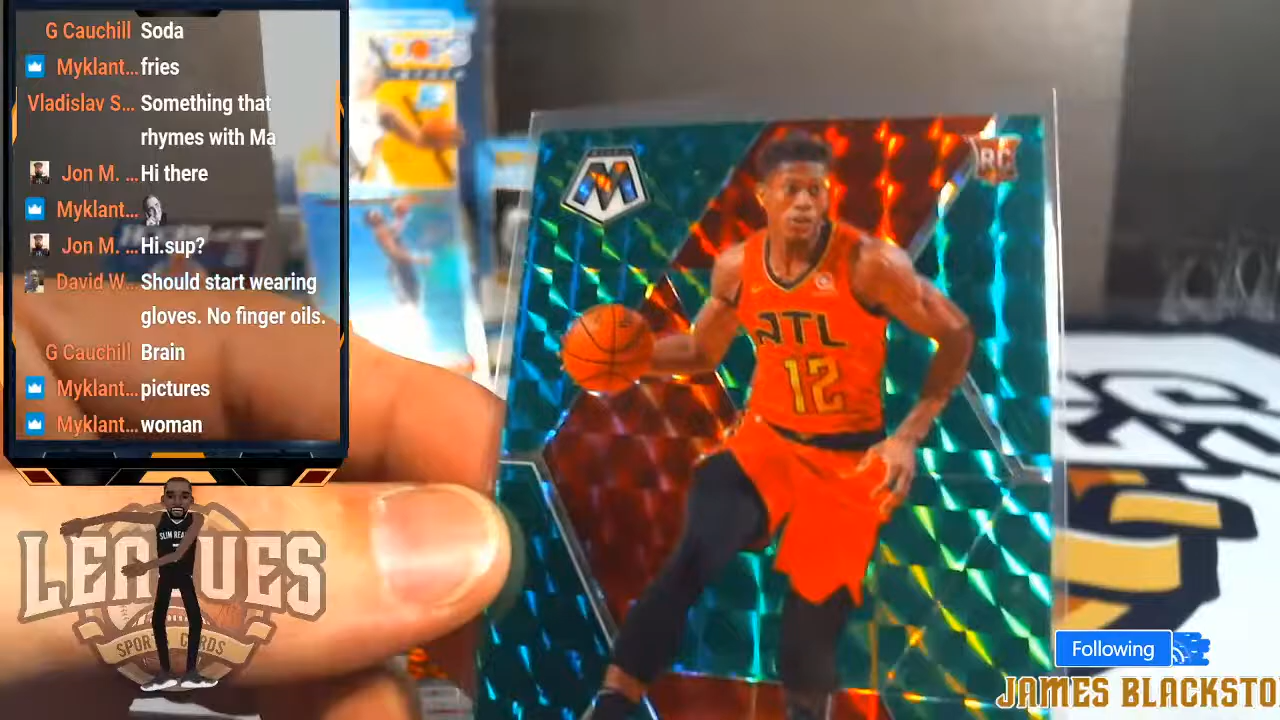 G Cauchill Soda
Myklant... fries
Vladislav S... Something that
rhymes with Ma
Jon M. ... Hi there
Myklant...
Jon M. ... Hi.sup?
David W... Should start wearing
gloves. No finger oils.
G Cauchill Brain
Myklant... pictures
Myklant... woman
M
RC
ATL
12
LEAGUES
SPORTS CARDS
Following
JAMES BLACKSTO